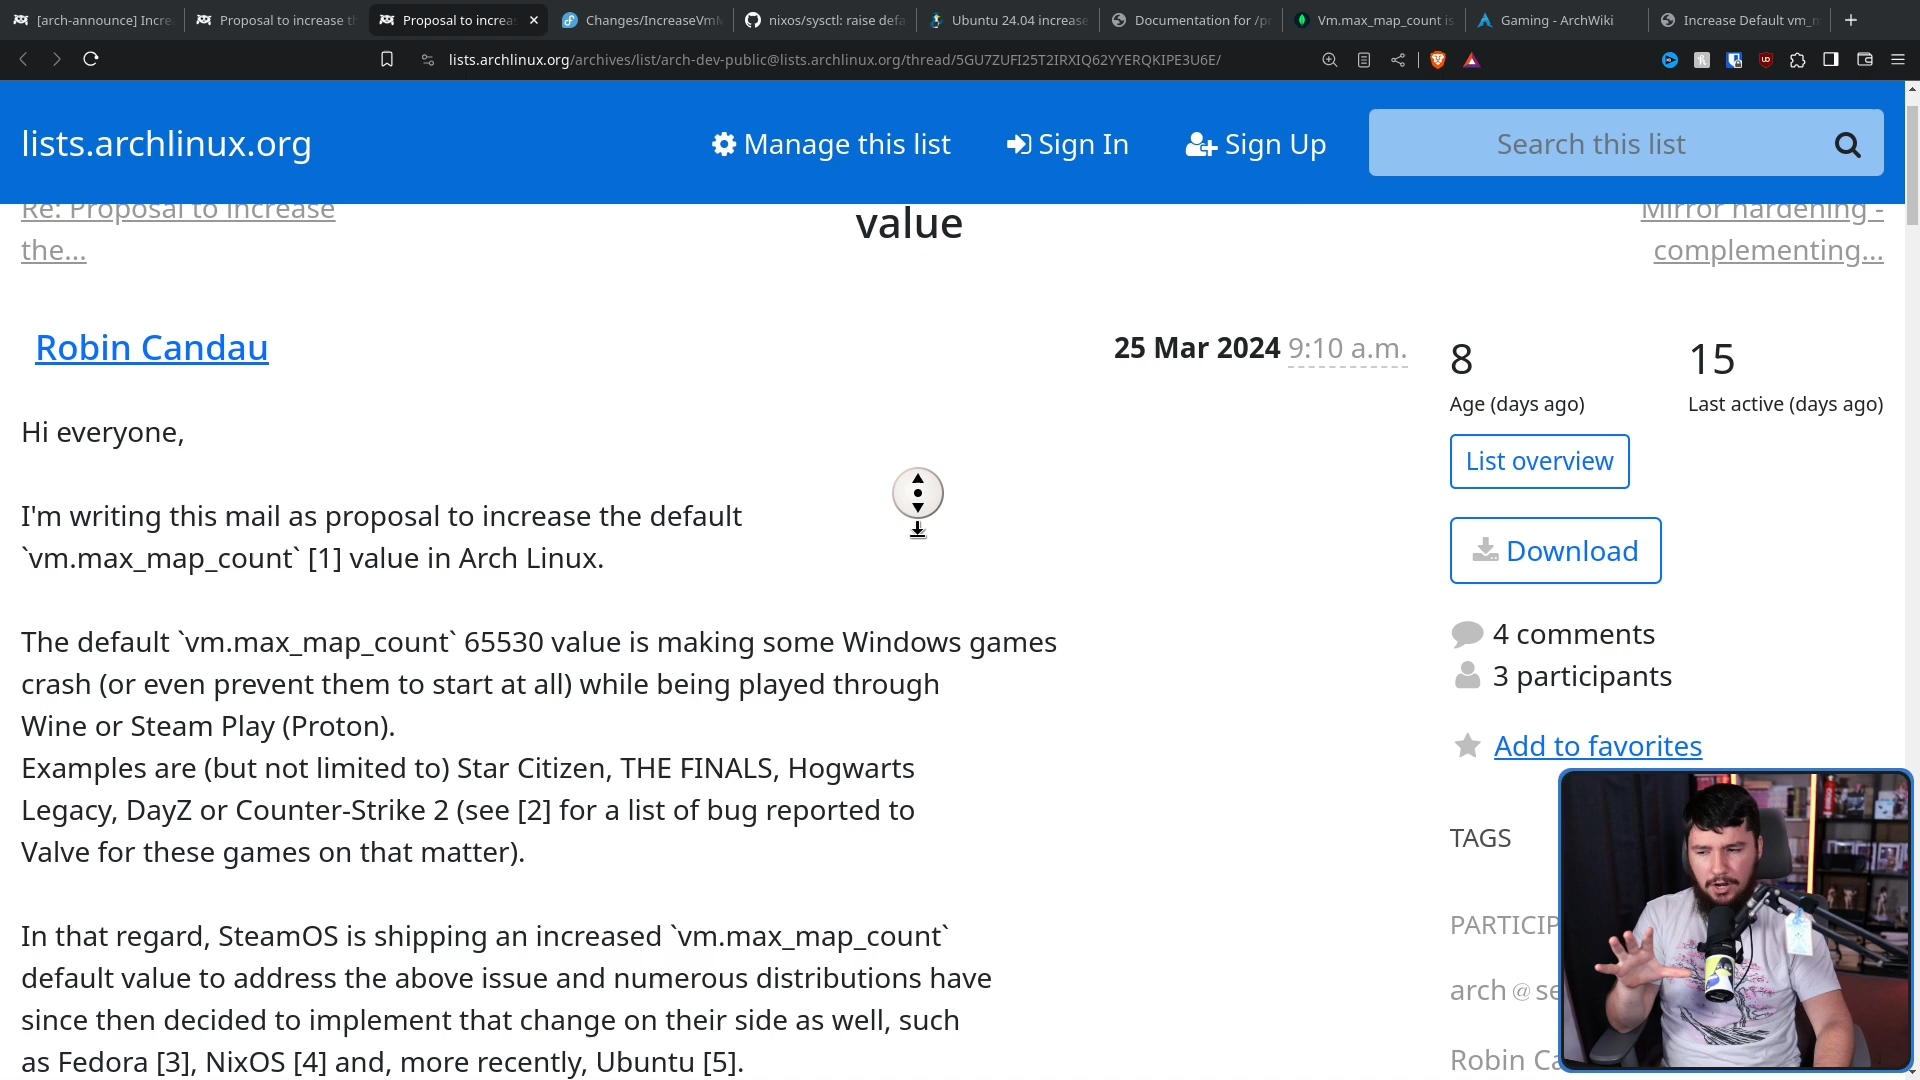 [arch-announce] Incre
Proposal to increase t
Proposal to increa
Changes/IncreaseVmM
nixos/sysctl: raise defa
Ubuntu 24.04 increase
Documentation for /pr
Vm.max_map_count is
Gaming - ArchWiki
Increase Default vm_m
lists.archlinux.org/archives/list/arch-dev-public@lists.archlinux.org/thread/5GU7ZUFI25T2IRXIQ62YYERQKIPE3U6E/
lists.archlinux.org
Manage this list
Sign In
Sign Up
Search this list
Re: Proposal to increase
the...
value
Mirror hardening -
complementing...
Robin Candau
25 Mar 2024 9:10 a.m.
8
Age (days ago)
15
Last active (days ago)
List overview
Download
4 comments
3 participants
Add to favorites
TAGS
PARTICIP
arch@se
Robin Ca
Hi everyone,
I'm writing this mail as proposal to increase the default
`vm.max_map_count` [1] value in Arch Linux.
The default `vm.max_map_count` 65530 value is making some Windows games
crash (or even prevent them to start at all) while being played through
Wine or Steam Play (Proton).
Examples are (but not limited to) Star Citizen, THE FINALS, Hogwarts
Legacy, DayZ or Counter-Strike 2 (see [2] for a list of bug reported to
Valve for these games on that matter).
In that regard, SteamOS is shipping an increased `vm.max_map_count`
default value to address the above issue and numerous distributions have
since then decided to implement that change on their side as well, such
as Fedora [3], NixOS [4] and, more recently, Ubuntu [5].